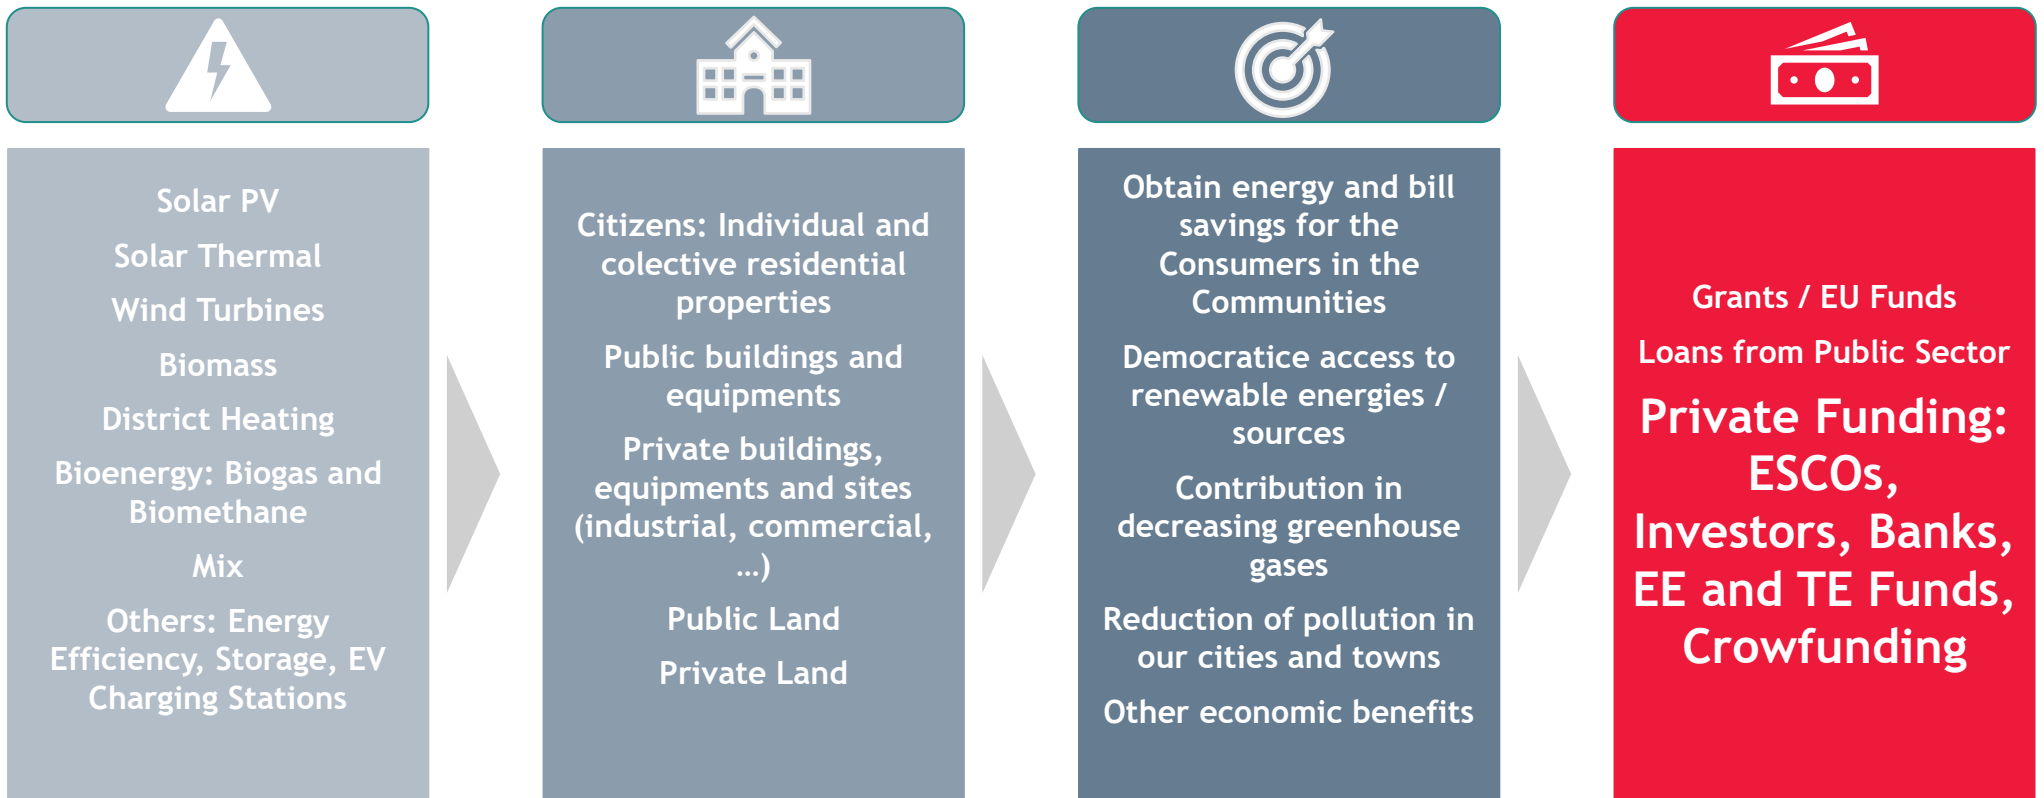 Solar PV
Solar Thermal
Wind Turbines
Biomass
District Heating
Bioenergy: Biogas and
Biomethane
Mix
Others: Energy
Efficiency, Storage, EV
Charging Stations
Citizens: Individual and
colective residential
properties
Public buildings and
equipments
Private buildings,
equipments and sites
(industrial, commercial,
…)
Public Land
Private Land
Obtain energy and bill
savings for the
Consumers in the
Communities
Democratice access to
renewable energies /
sources
Contribution in
decreasing greenhouse
gases
Reduction of pollution in
our cities and towns
Other economic benefits
Grants / EU Funds
Loans from Public Sector
Private Funding:
ESCOs,
Investors, Banks,
EE and TE Funds,
Crowfunding